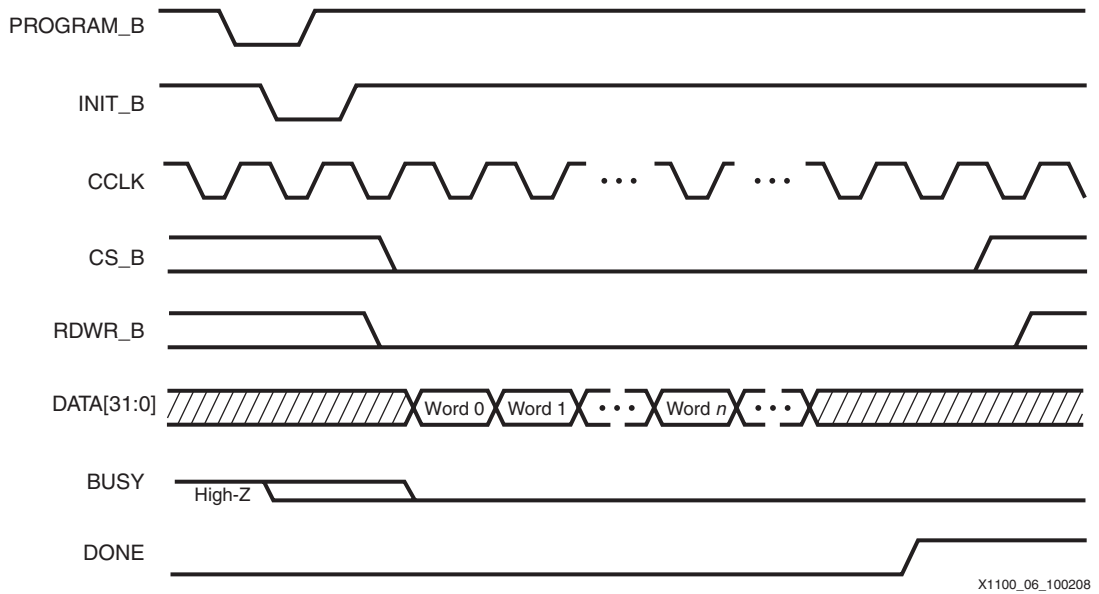 PROGRAM_B
INIT_B
CCLK
CS_B
RDWR_B
DATA[31:0]
Word 0
Word 1
Word n
BUSY
High-Z
DONE
X1100_06_100208